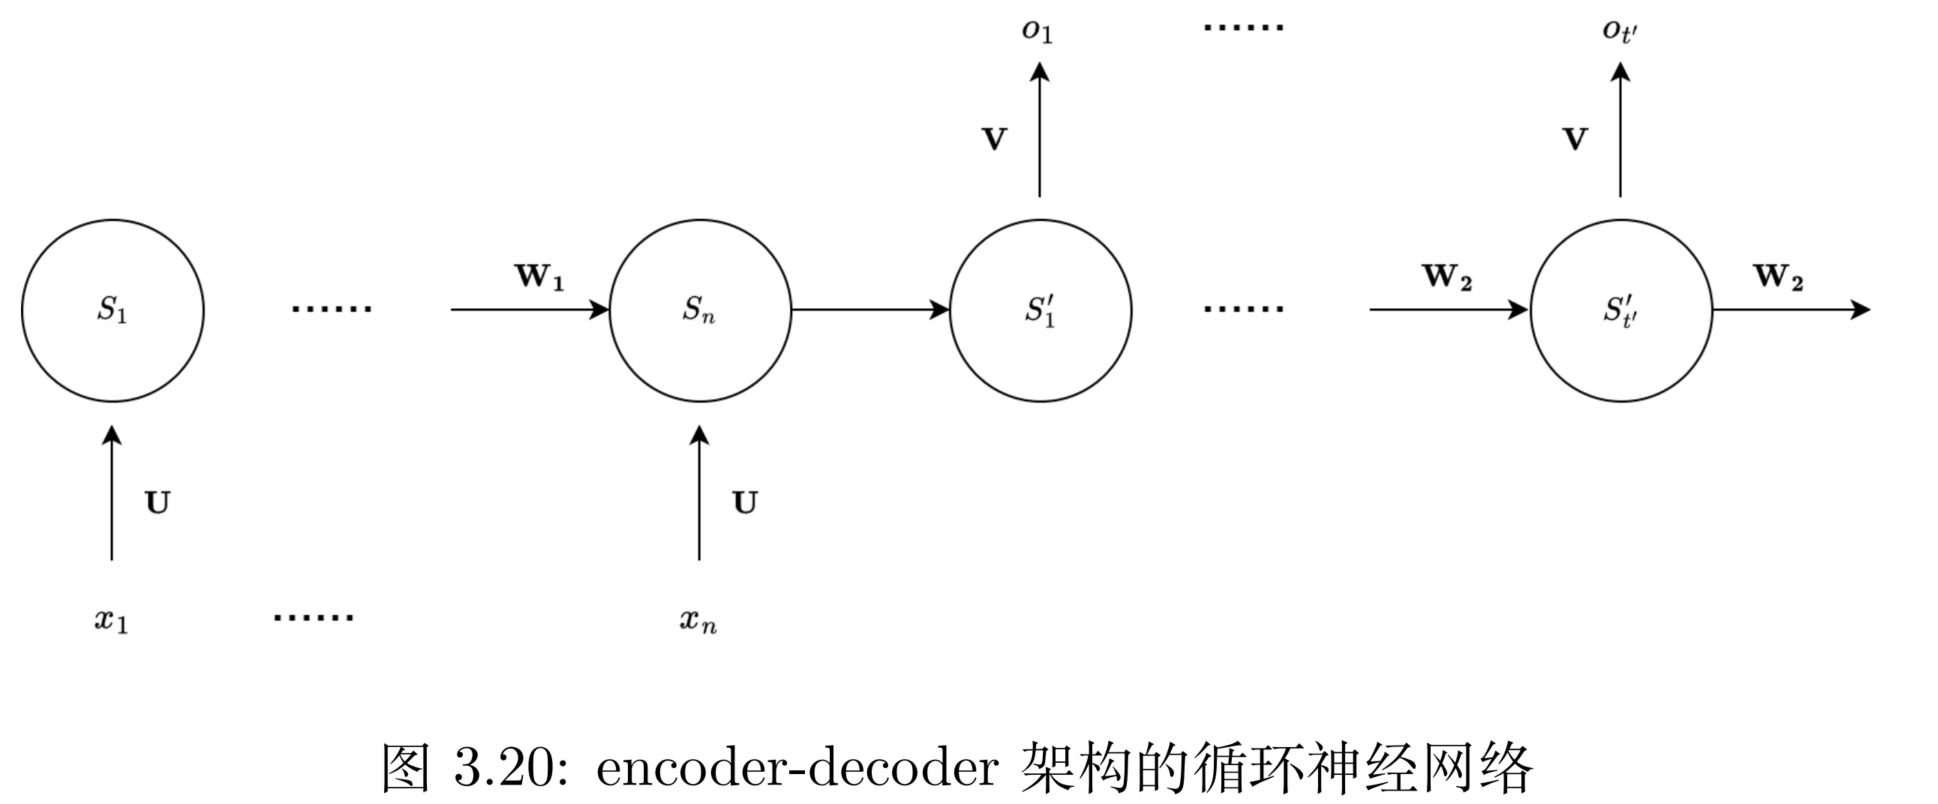 o₁ ...... oₜ′
V V
W₁ W₂ W₂
S₁ ...... Sₙ S′₁ ...... S′ₜ′
U U
x₁ ...... xₙ
图 3.20: encoder-decoder 架构的循环神经网络